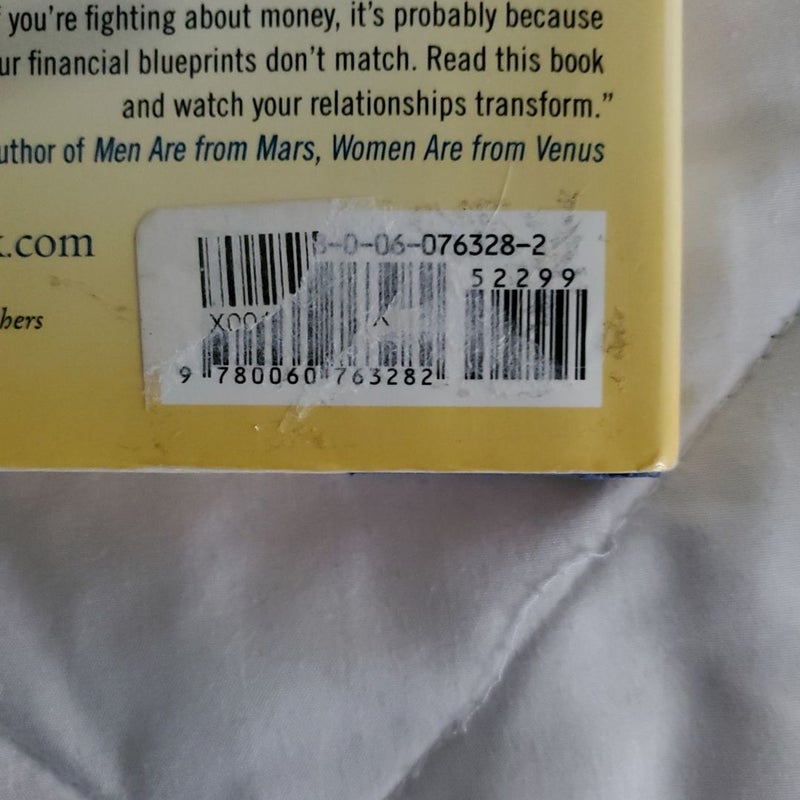 you're fighting about money, it's probably because
ur financial blueprints don't match. Read this book
and watch your relationships transform.”
uthor of Men Are from Mars, Women Are from Venus
.com
hers
-0-06-076328-2
52299
X00
9 780060 763282